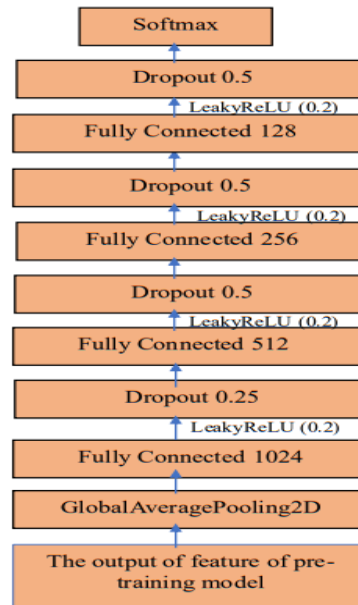 Softmax
Dropout 0.5
LeakyReLU (0.2)
Fully Connected 128
Dropout 0.5
LeakyReLU (0.2)
Fully Connected 256
Dropout 0.5
LeakyReLU (0.2)
Fully Connected 512
Dropout 0.25
LeakyReLU (0.2)
Fully Connected 1024
GlobalAveragePooling2D
The output of feature of pre-
training model